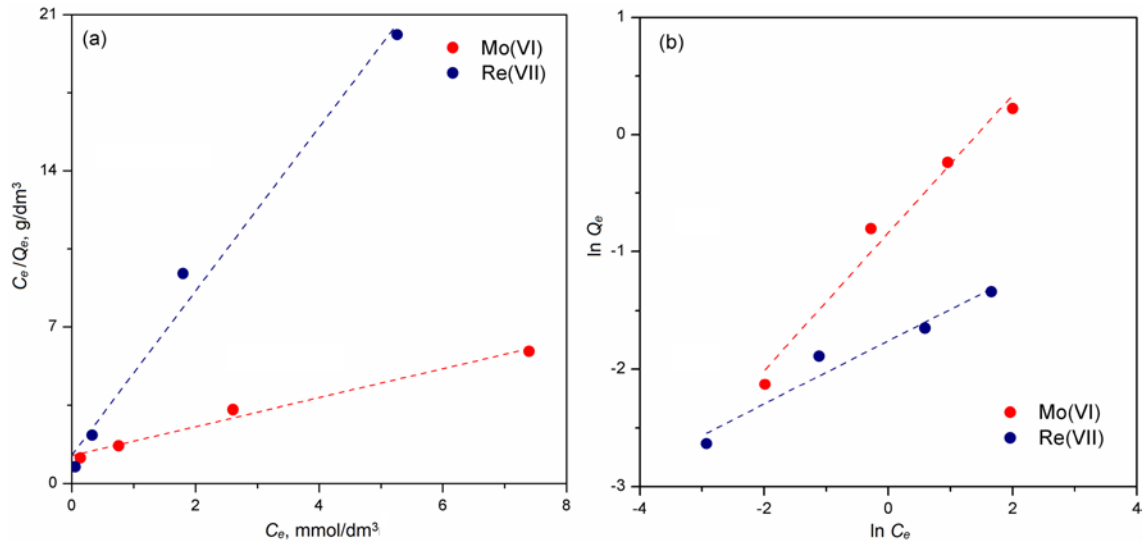 (a)
Mo(VI)
Re(VII)
21
14
7
0
Cₑ/Qₑ, g/dm³
0 2 4 6 8
Cₑ, mmol/dm³
(b)
1
0
-1
-2
-3
ln Qₑ
Mo(VI)
Re(VII)
-4 -2 0 2 4
ln Cₑ